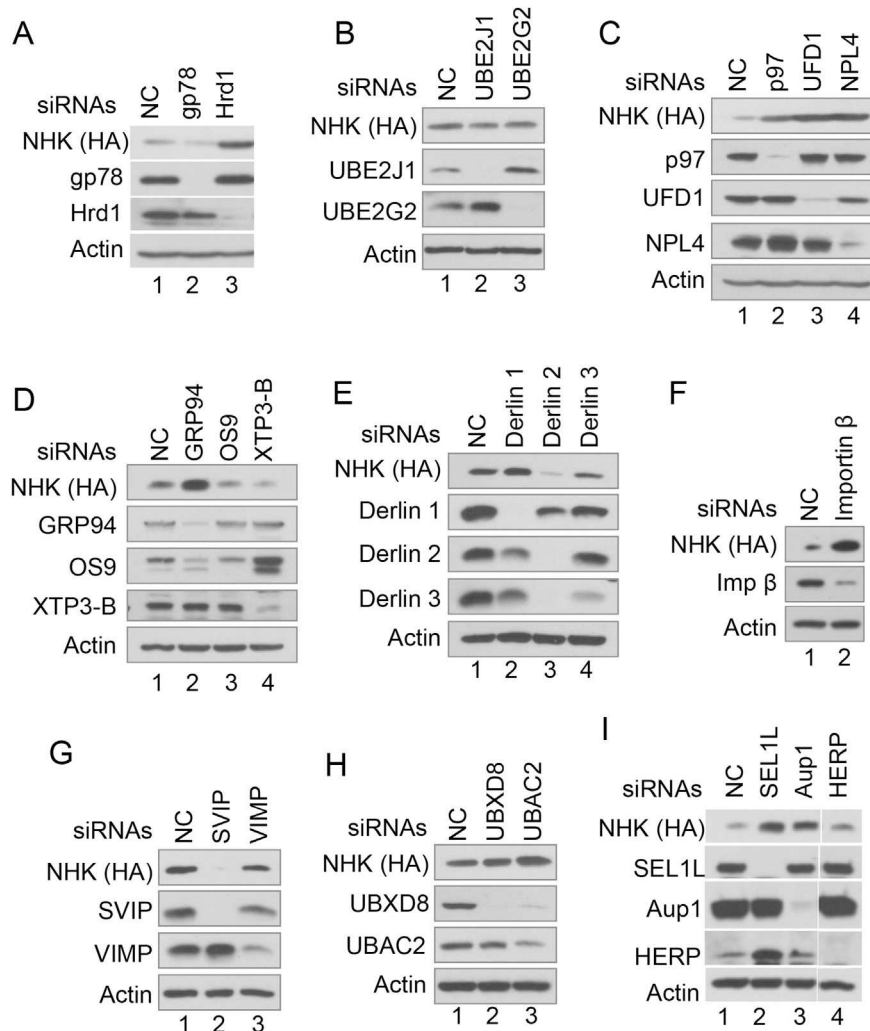 A
siRNAs NC gp78 Hrd1
NHK (HA)
gp78
Hrd1
Actin
1 2 3
B
siRNAs NC UBE2J1 UBE2G2
NHK (HA)
UBE2J1
UBE2G2
Actin
1 2 3
C
siRNAs NC p97 UFD1 NPL4
NHK (HA)
p97
UFD1
NPL4
Actin
1 2 3 4
D
siRNAs NC GRP94 OS9 XTP3-B
NHK (HA)
GRP94
OS9
XTP3-B
Actin
1 2 3 4
E
siRNAs NC Derlin 1 Derlin 2 Derlin 3
NHK (HA)
Derlin 1
Derlin 2
Derlin 3
Actin
1 2 3 4
F
siRNAs NC Importin β
NHK (HA)
Imp β
Actin
1 2
G
siRNAs NC SVIP VIMP
NHK (HA)
SVIP
VIMP
Actin
1 2 3
H
siRNAs NC UBXD8 UBAC2
NHK (HA)
UBXD8
UBAC2
Actin
1 2 3
I
siRNAs NC SEL1L Aup1 HERP
NHK (HA)
SEL1L
Aup1
HERP
Actin
1 2 3 4